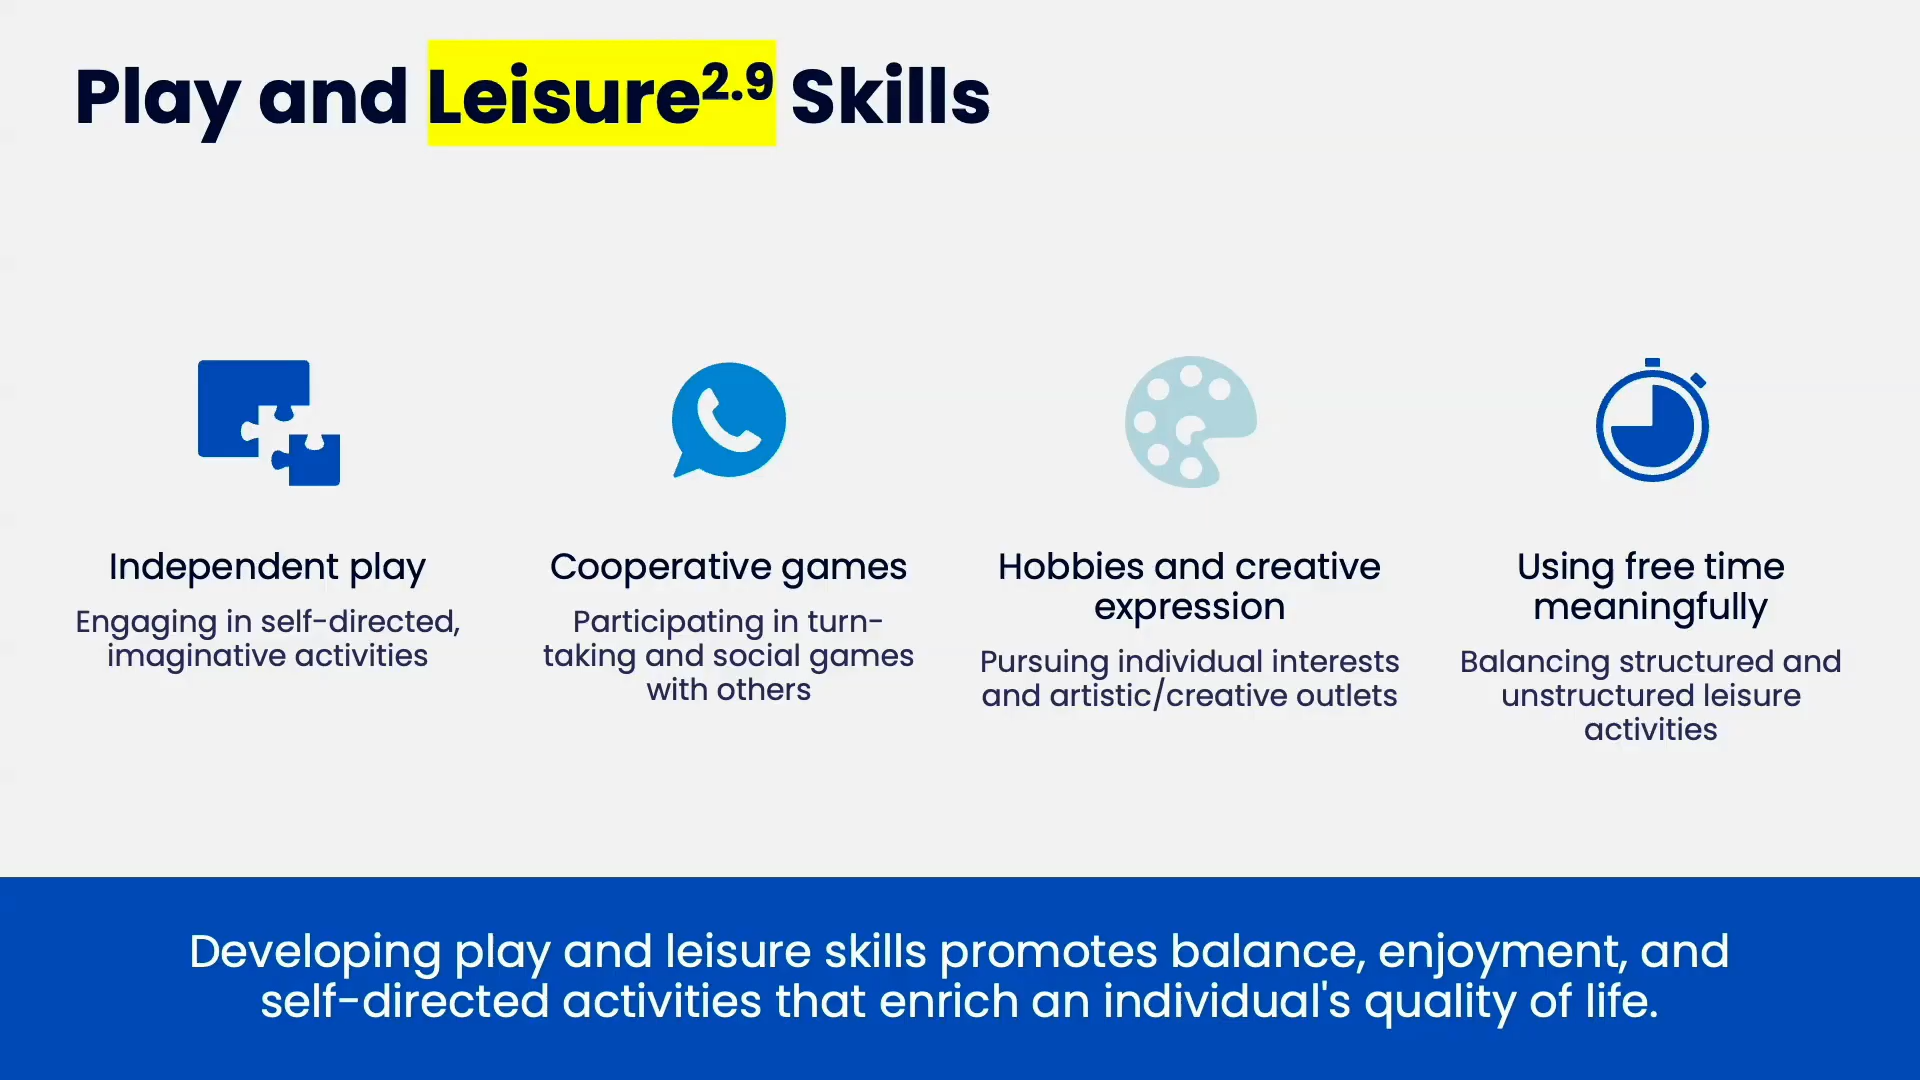 Play and Leisure2.9 Skills
Independent play
Engaging in self-directed,
imaginative activities
Cooperative games
Participating in turn-
taking and social games
with others
Hobbies and creative
expression
Pursuing individual interests
and artistic/creative outlets
Using free time
meaningfully
Balancing structured and
unstructured leisure
activities
Developing play and leisure skills promotes balance, enjoyment, and
self-directed activities that enrich an individual's quality of life.